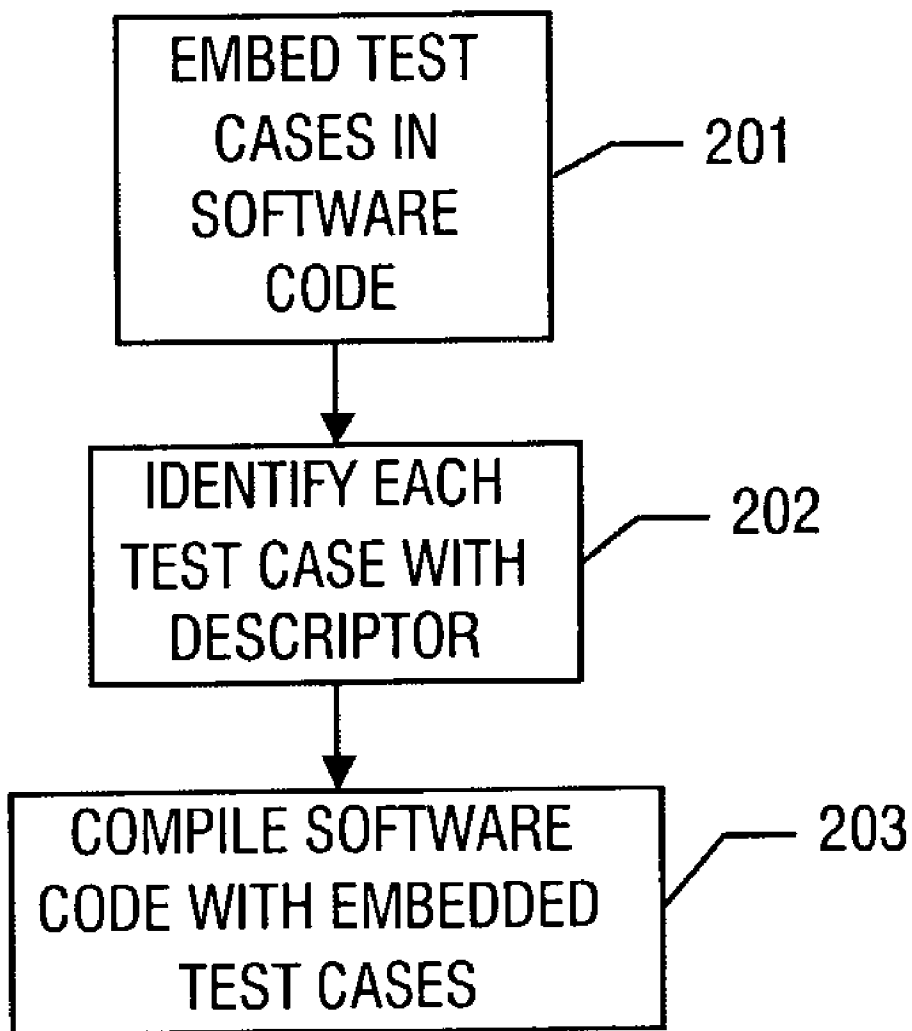 EMBED TEST
CASES IN
SOFTWARE
CODE
201
IDENTIFY EACH
TEST CASE WITH
DESCRIPTOR
202
COMPILE SOFTWARE
CODE WITH EMBEDDED
TEST CASES
203